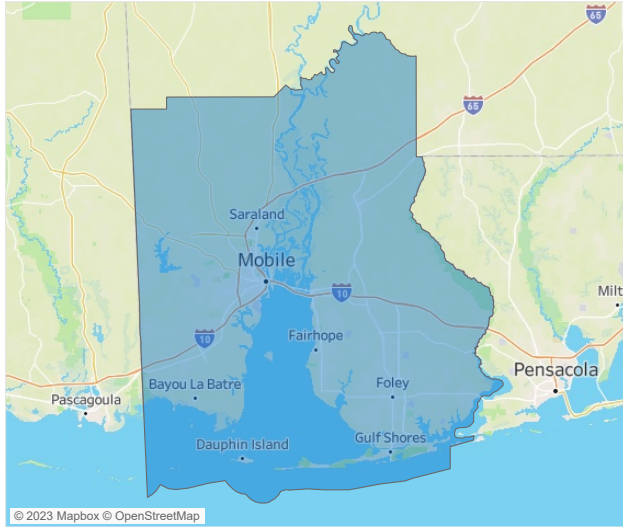 65
65
Saraland
Mobile
10
Milt
Fairhope
10
Pensacola
Bayou La Batre
Foley
Pascagoula
Gulf Shores
Dauphin Island
© 2023 Mapbox © OpenStreetMap